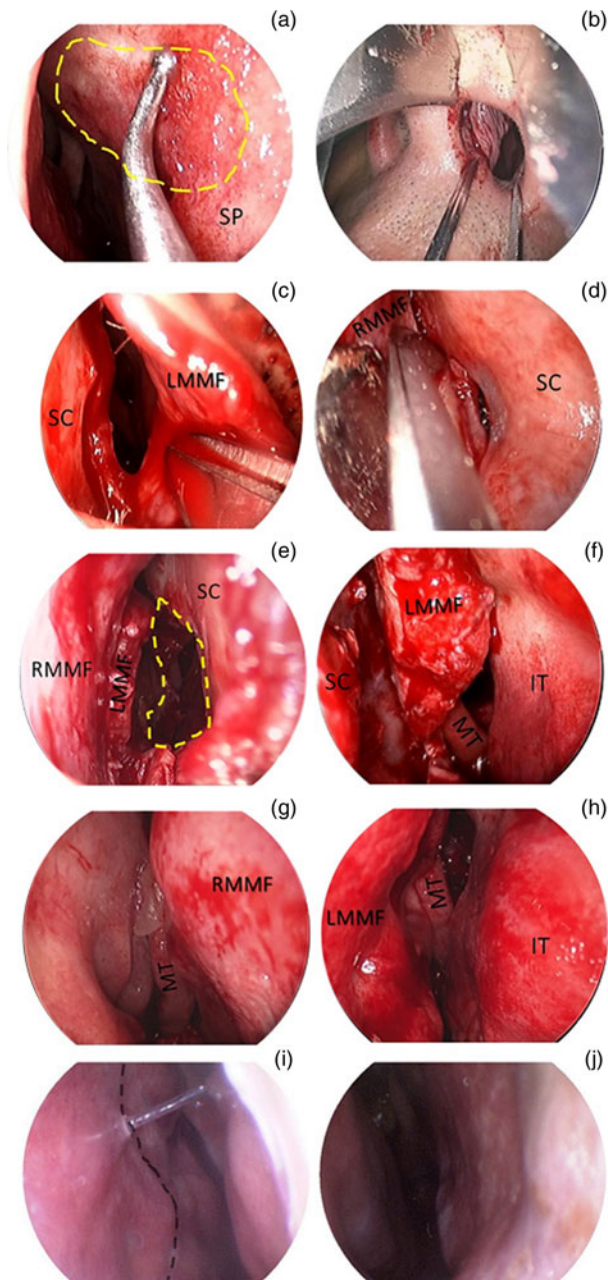 (a)
SP
(b)
(c)
SC
LMMF
(d)
RMMF
SC
(e)
SC
RMMF
LMMF
(f)
LMMF
SC
IT
MT
(g)
RMMF
MT
(h)
LMMF
MT
IT
(i)
(j)